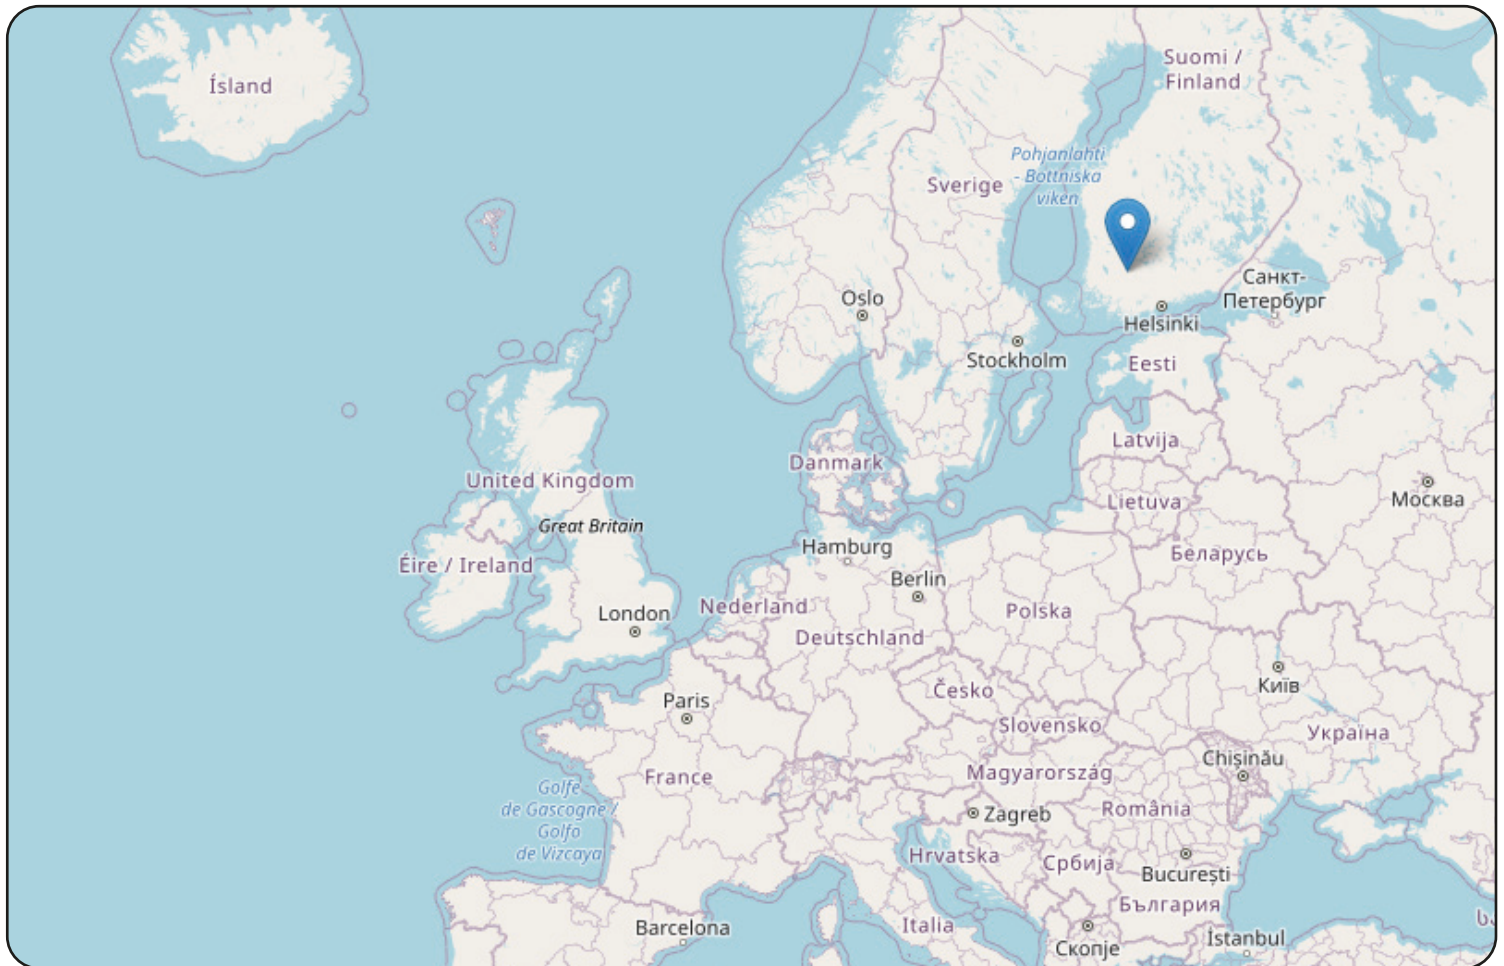 Ísland
Suomi /
Finland
Pohjanlahti
- Bottniska
viken
Sverige
Oslo
Санкт-
Петербург
Helsinki
Stockholm
Eesti
Latvija
Danmark
United Kingdom
Москва
Lietuva
Great Britain
Hamburg
Беларусь
Éire / Ireland
Berlin
Nederland
London
Polska
Deutschland
Київ
Česko
Paris
Slovensko
Україна
Chișinău
Magyarország
France
Golfe
de Gascogne /
Golfo
de Vizcaya
România
Zagreb
Hrvatska
Србија
București
България
Barcelona
Italia
İstanbul
Скопје